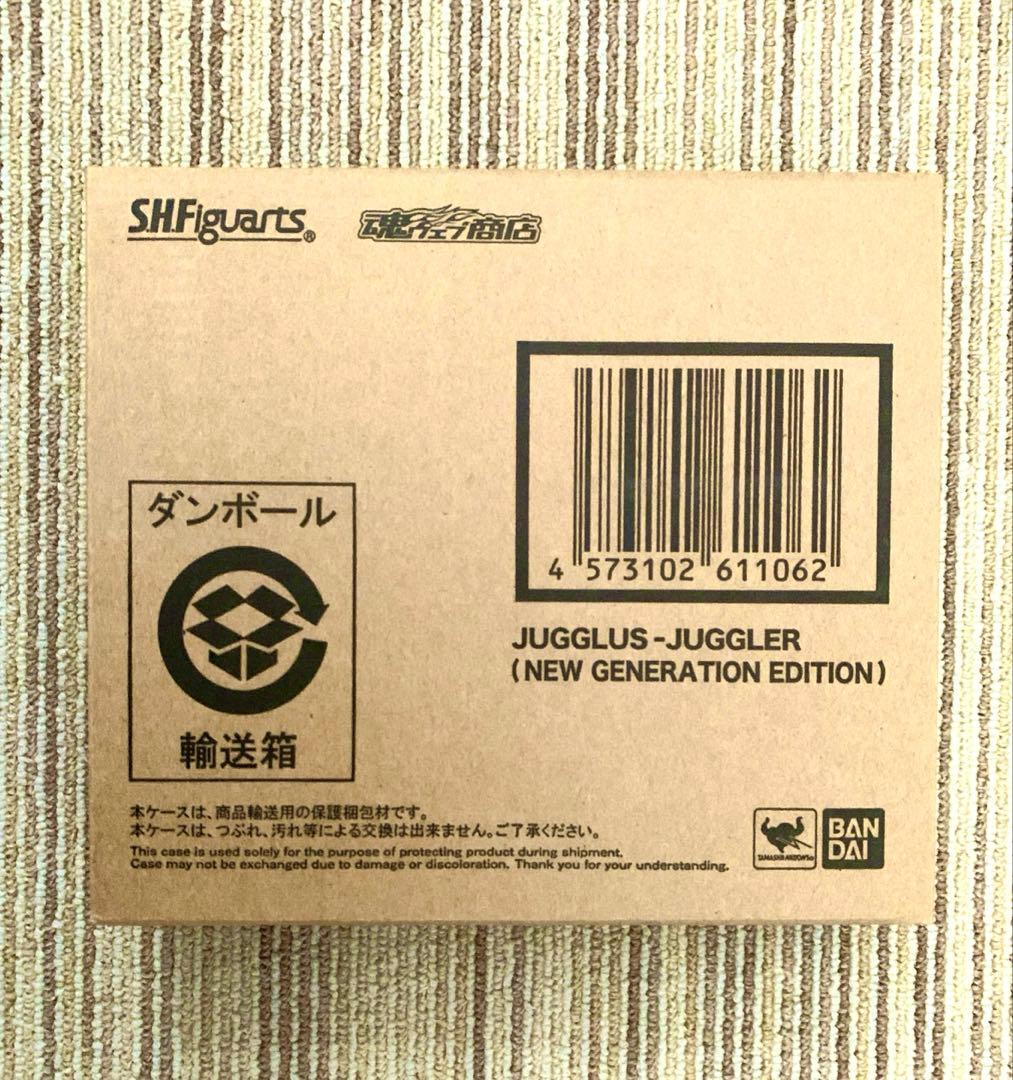 S.H.Figuarts®
魂ウェブ商店
4 573102 611062
JUGGLUS-JUGGLER
(NEW GENERATION EDITION)
ダンボール
輸送箱
本ケースは、商品輸送用の保護梱包材です。
本ケースは、つぶれ、汚れ等による交換は出来ません。ご了承ください。
This case is used solely for the purpose of protecting product during shipment.
Case may not be exchanged due to damage or discoloration. Thank you for your understanding.
TAMASHII NATIONS
BAN
DAI